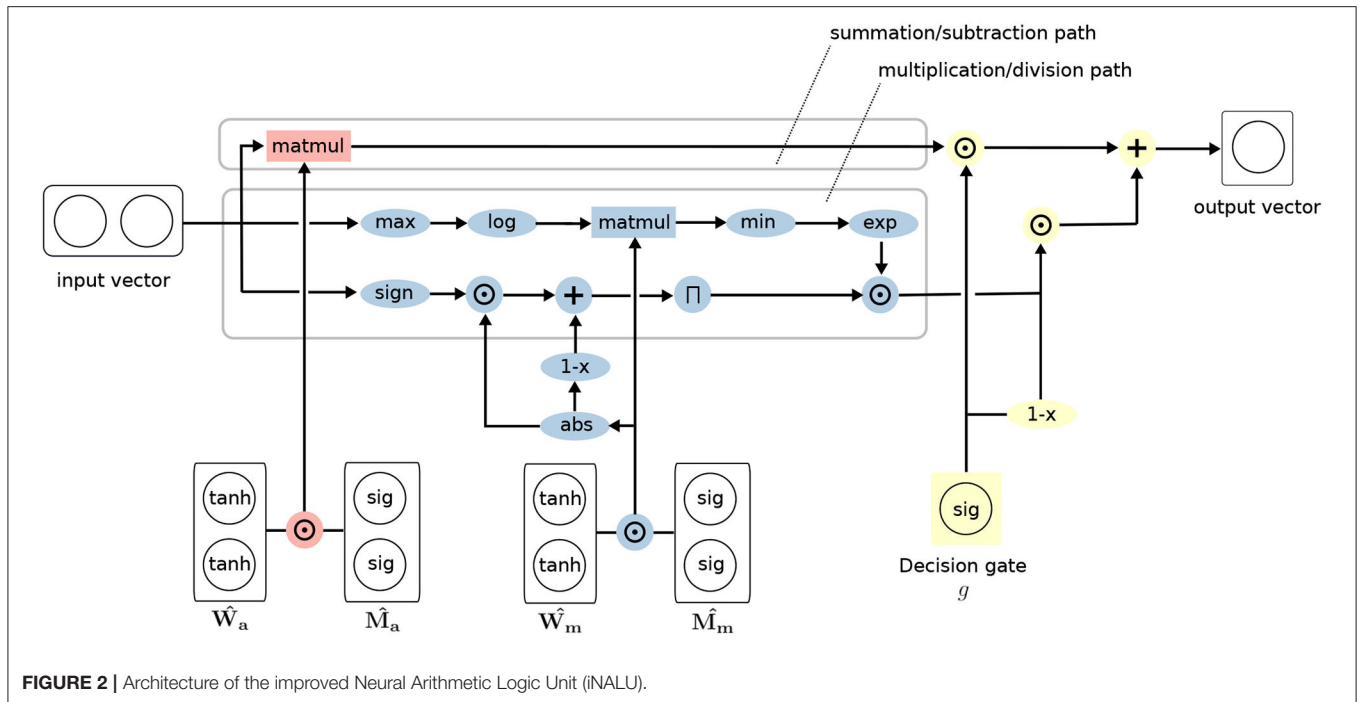 summation/subtraction path
multiplication/division path
matmul
max
log
matmul
min
exp
input vector
output vector
sign
⊙
+
Π
⊙
⊙
+
⊙
1-x
abs
1-x
tanh
tanh
⊙
sig
sig
tanh
tanh
⊙
sig
sig
sig
Decision gate
g
Ŵₐ
M̂ₐ
Ŵₘ
M̂ₘ
FIGURE 2 | Architecture of the improved Neural Arithmetic Logic Unit (iNALU).